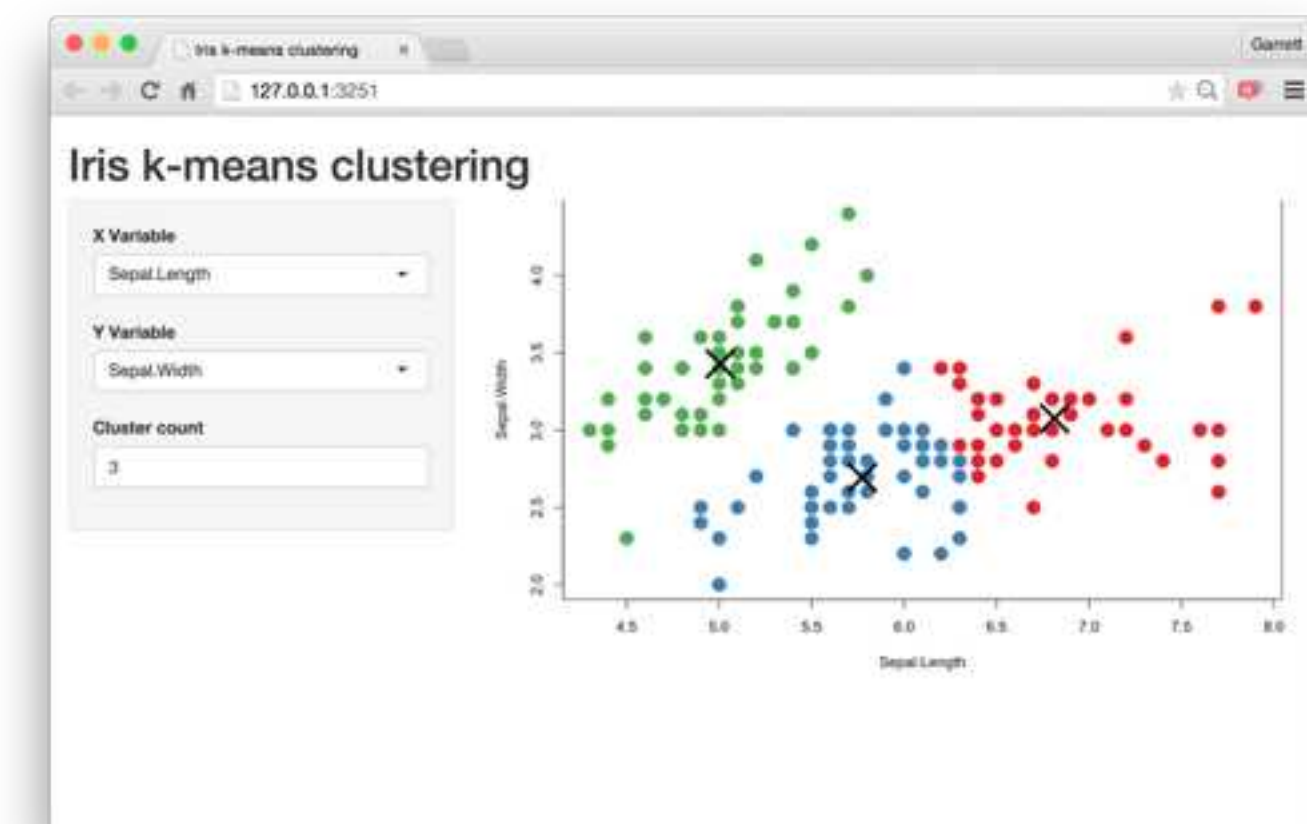 Iris k-means clustering
Garrett
127.0.0.1:3251
Iris k-means clustering
X Variable
Sepal.Length
Y Variable
Sepal.Width
Cluster count
3
Sepal.Width
4.0
3.5
3.0
2.5
2.0
4.5 5.0 5.5 6.0 6.5 7.0 7.5 8.0
Sepal.Length